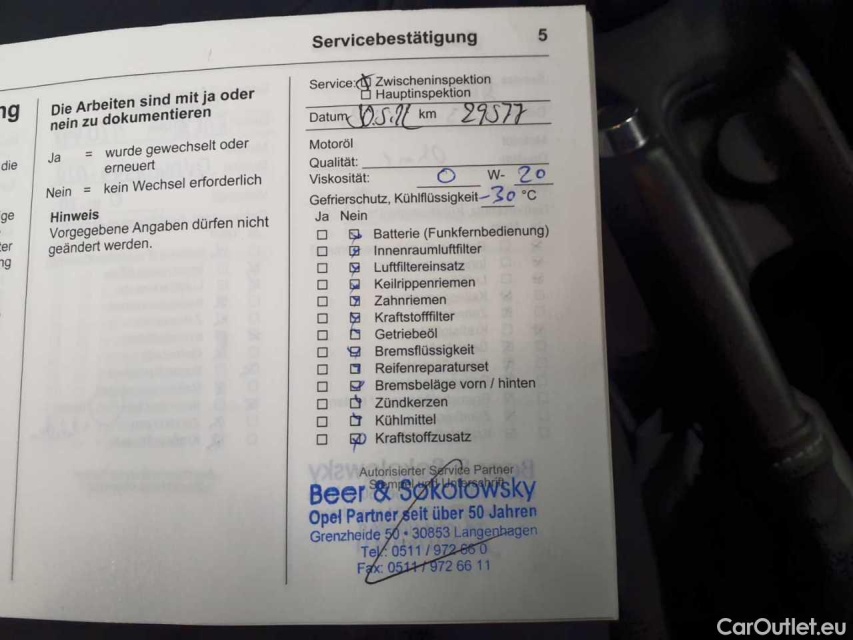 Servicebestätigung 5
ng
die
ge
ter
ng
Die Arbeiten sind mit ja oder
nein zu dokumentieren
Ja = wurde gewechselt oder
erneuert
Nein = kein Wechsel erforderlich
Hinweis
Vorgegebene Angaben dürfen nicht
geändert werden.
Service: Zwischeninspektion
Hauptinspektion
Datum km 29577
Motoröl
Qualität:
Viskosität: 0 W- 20
Gefrierschutz, Kühlflüssigkeit -30 °C
Ja Nein
Batterie (Funkfernbedienung)
Innenraumluftfilter
Luftfiltereinsatz
Keilrippenriemen
Zahnriemen
Kraftstofffilter
Getriebeöl
Bremsflüssigkeit
Reifenreparaturset
Bremsbeläge vorn / hinten
Zündkerzen
Kühlmittel
Kraftstoffzusatz
Autorisierter Service Partner
Stempel und Unterschrift
Beer & Sokolowsky
Opel Partner seit über 50 Jahren
Grenzheide 50 • 30853 Langenhagen
Tel.: 0511 / 972 66 0
Fax: 0511 / 972 66 11
CarOutlet.eu